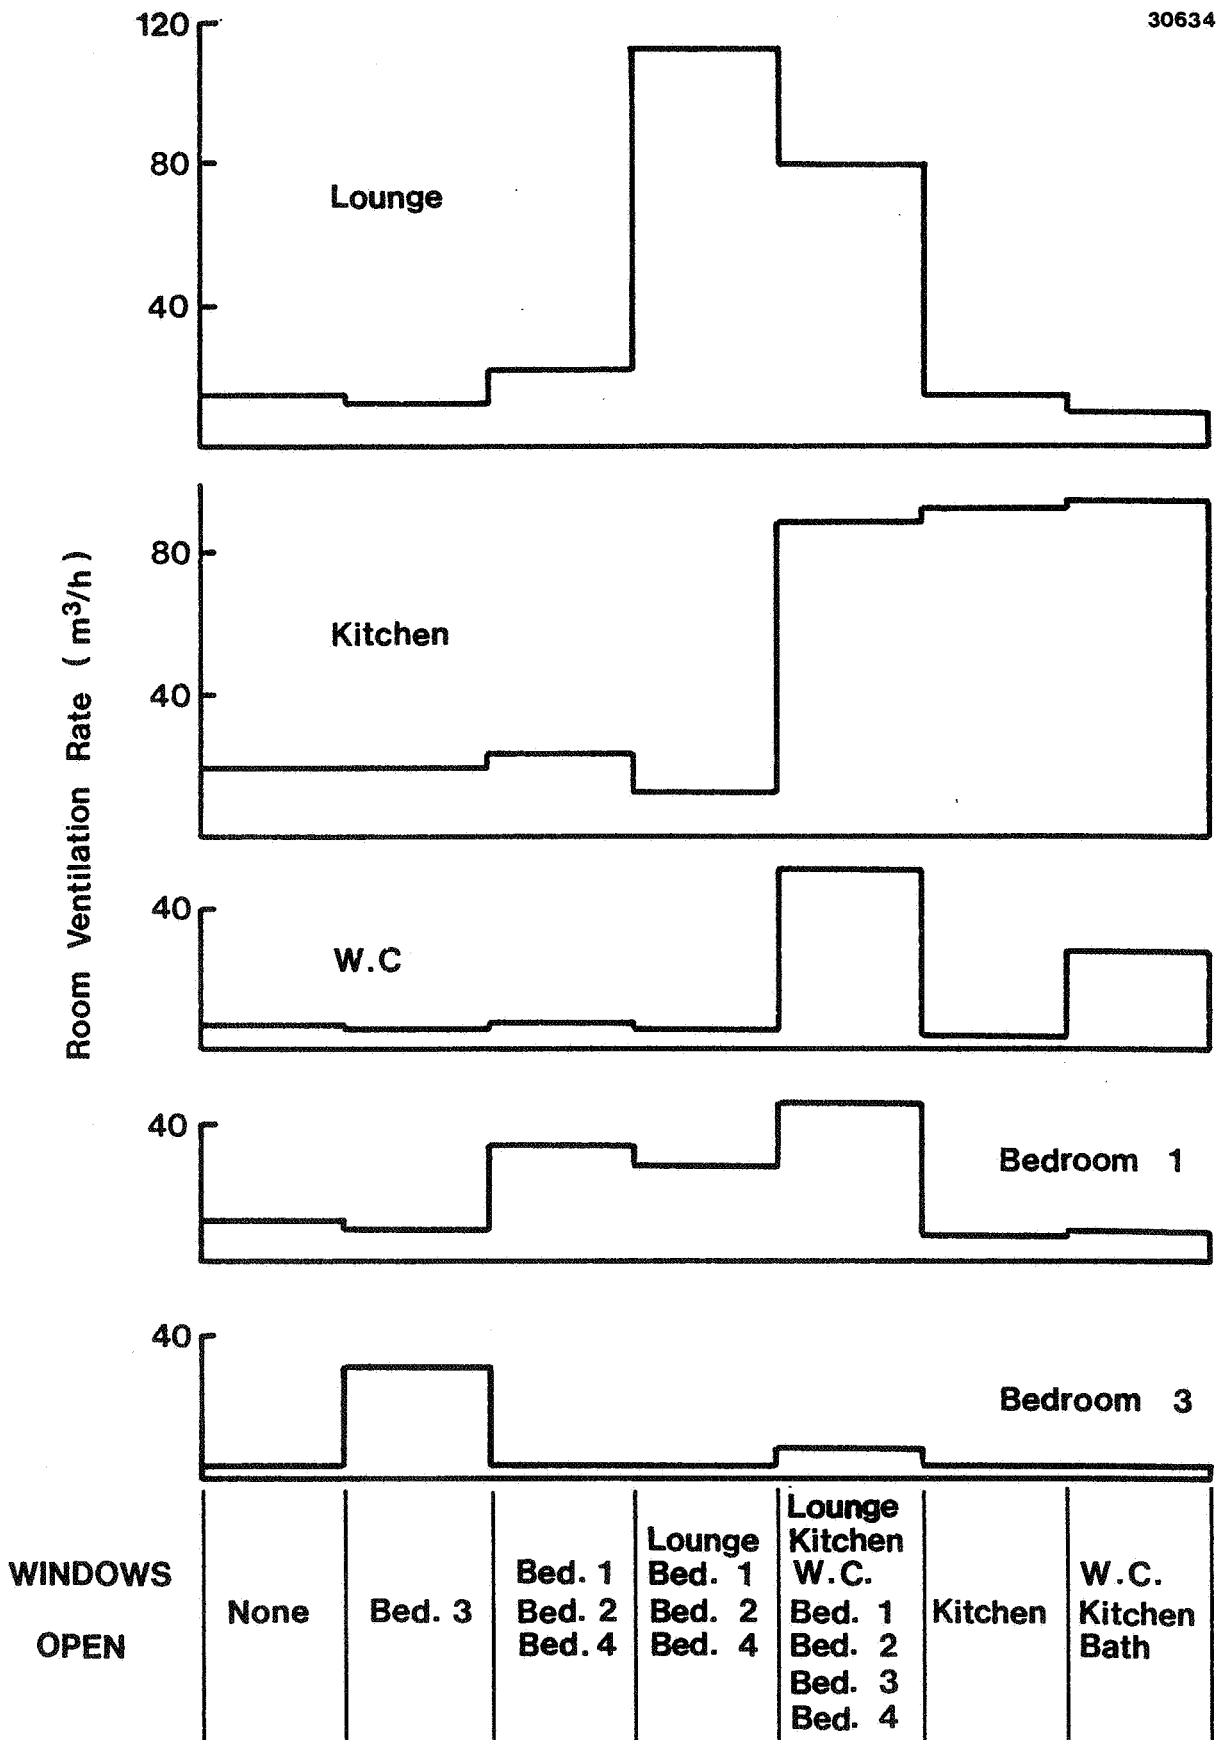 30634
120
80
40
Lounge
80
40
Kitchen
40
W.C
40
Bedroom 1
40
Bedroom 3
Room Ventilation Rate ( m³/h)
WINDOWS
OPEN
None
Bed. 3
Bed. 1
Bed. 2
Bed. 4
Lounge
Bed. 1
Bed. 2
Bed. 4
Lounge
Kitchen
W.C.
Bed. 1
Bed. 2
Bed. 3
Bed. 4
Kitchen
W.C.
Kitchen
Bath